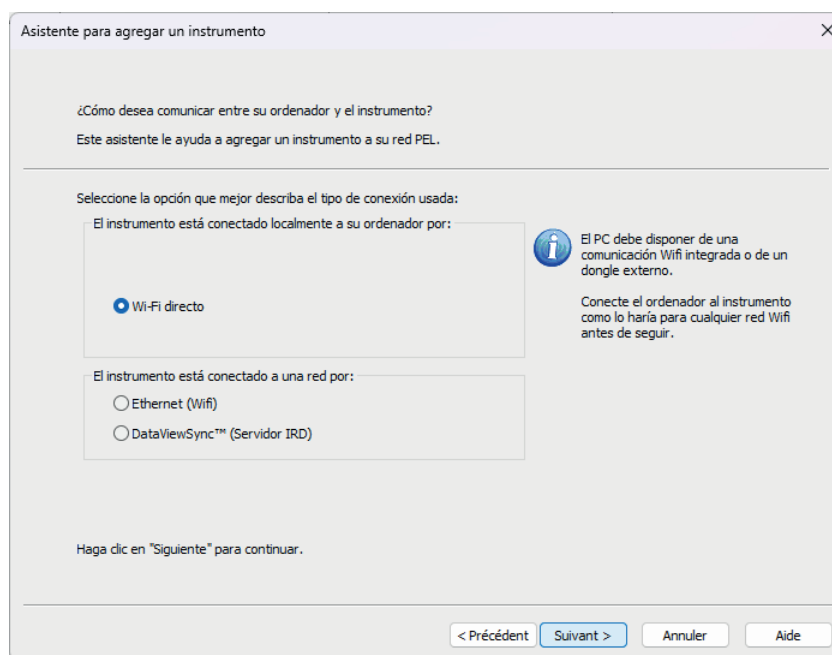 Asistente para agregar un instrumento
¿Cómo desea comunicar entre su ordenador y el instrumento?
Este asistente le ayuda a agregar un instrumento a su red PEL.
Seleccione la opción que mejor describa el tipo de conexión usada:
El instrumento está conectado localmente a su ordenador por:
Wi-Fi directo
El PC debe disponer de una
comunicación Wifi integrada o de un
dongle externo.
Conecte el ordenador al instrumento
como lo haría para cualquier red Wifi
antes de seguir.
El instrumento está conectado a una red por:
Ethernet (Wifi)
DataViewSync™ (Servidor IRD)
Haga clic en "Siguiente" para continuar.
< Précédent Suivant > Annuler Aide